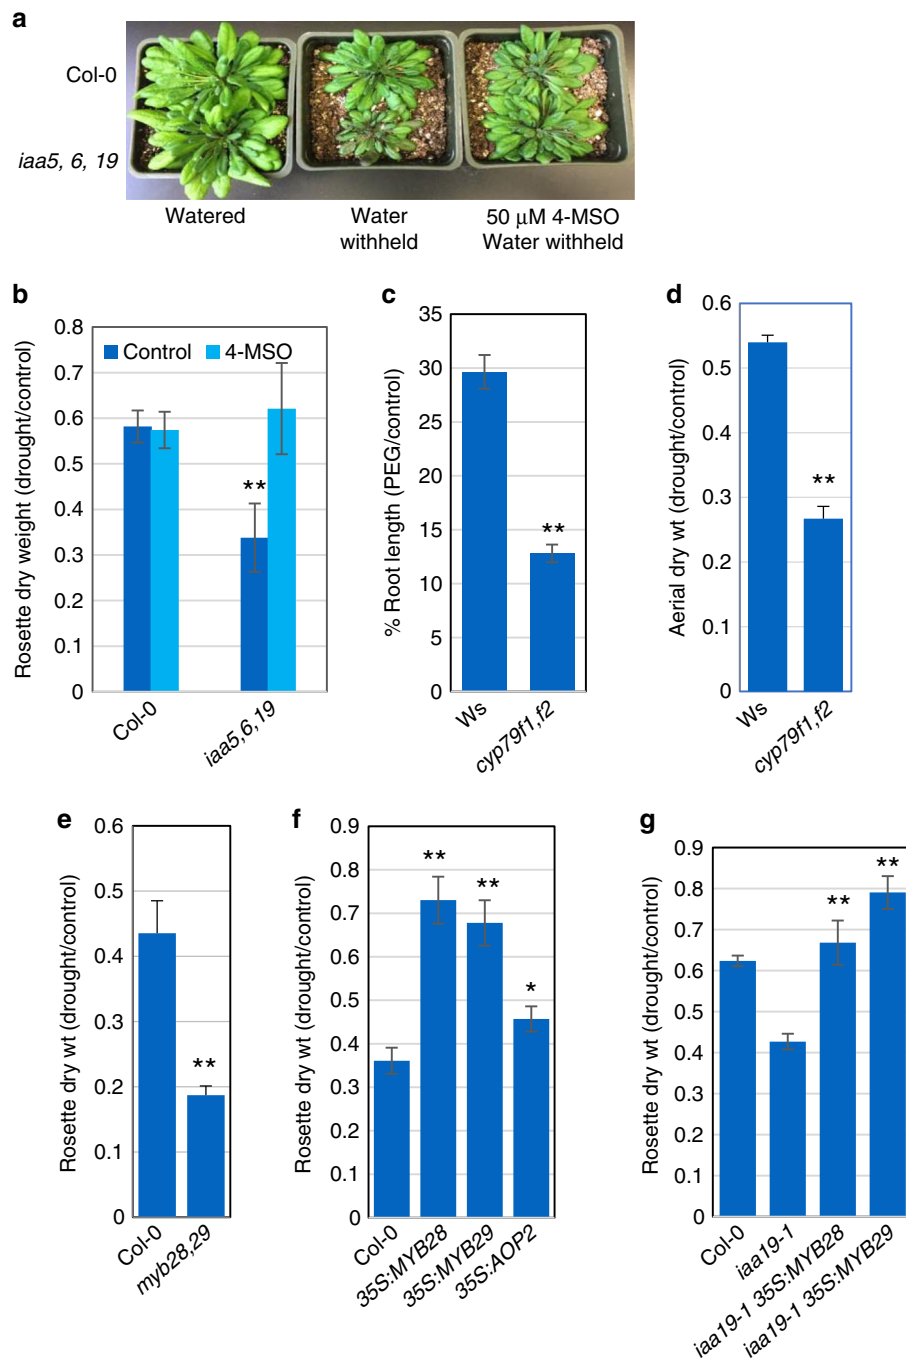 a
Col-0
iaa5, 6, 19
Watered
Water
withheld
50 μM 4-MSO
Water withheld
b
Rosette dry weight (drought/control)
0.8
0.7
0.6
0.5
0.4
0.3
0.2
0.1
0
Control
4-MSO
**
Col-0
iaa5,6,19
c
% Root length (PEG/control)
35
30
25
20
15
10
5
0
**
Ws
cyp79f1,f2
d
Aerial dry wt (drought/control)
0.6
0.5
0.3
0.2
0.1
0
**
Ws
cyp79f1,f2
e
Rosette dry wt (drought/control)
0.6
0.5
0.4
0.3
0.2
0.1
0
**
Col-0
myb28,29
f
Rosette dry wt (drought/control)
0.9
0.8
0.7
0.6
0.5
0.4
0.3
0.2
0.1
0
**
**
*
Col-0
35S:MYB28
35S:MYB29
35S:AOP2
g
Rosette dry wt (drought/control)
0.9
0.8
0.7
0.6
0.5
0.4
0.3
0.2
0.1
0
**
**
Col-0
iaa19-1
iaa19-1 35S:MYB28
iaa19-1 35S:MYB29